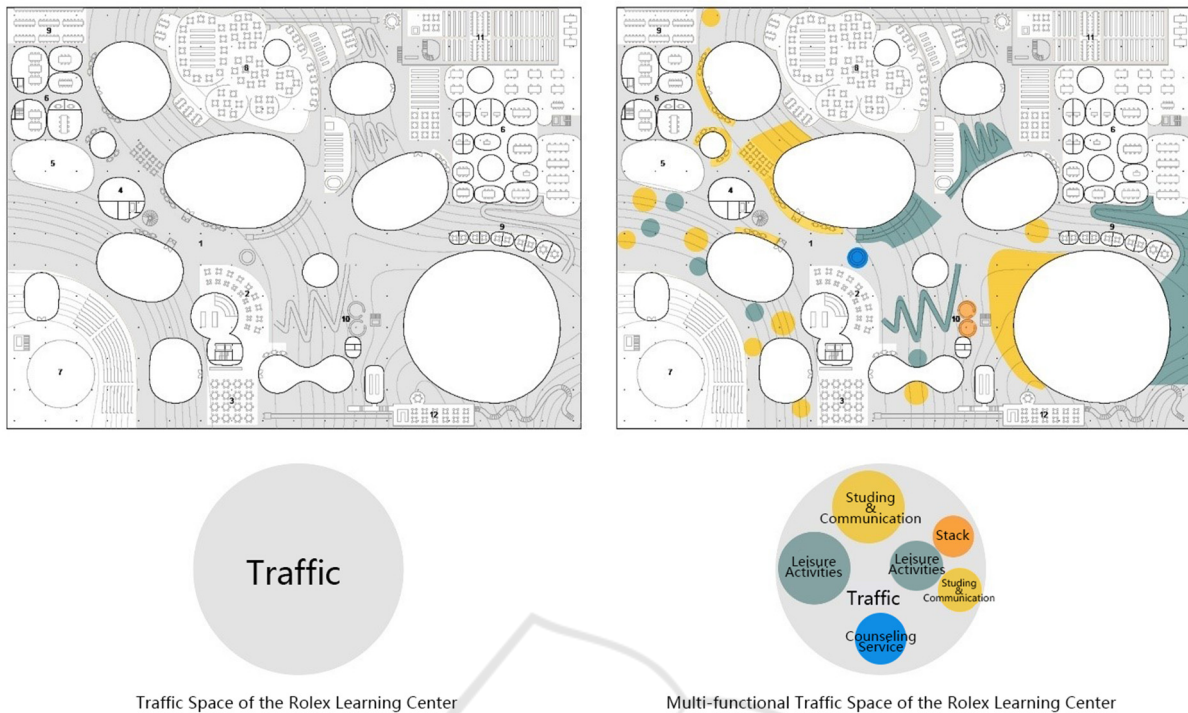 9
11
8
6
6
5
4
9
1
2
10
7
3
12
9
11
8
6
6
5
4
9
1
2
10
7
3
12
Traffic
Studing
&
Communication
Stack
Leisure
Activities
Leisure
Activities
Studing
&
Communication
Traffic
Counseling
Service
Traffic Space of the Rolex Learning Center
Multi-functional Traffic Space of the Rolex Learning Center